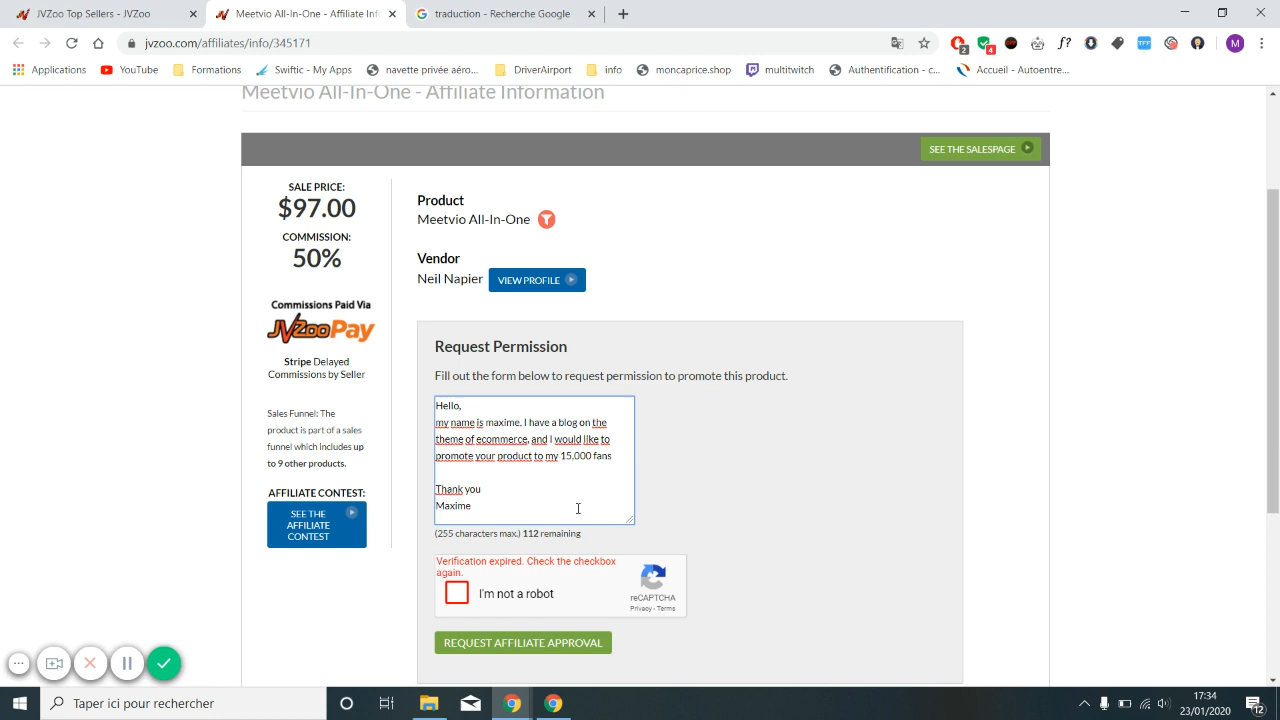 JVZoo Top Sellers - JVZoo
Meetvio All-In-One - Affiliate Info
traduction - Recherche Google
jvzoo.com/affiliates/info/345171
Applications
YouTube
Formations
Swiftic - My Apps
navette privée aéro...
DriverAirport
info
moncaprice.shop
multitwitch
Authentification - c...
Accueil - Autoentre...
Meetvio All-In-One - Affiliate Information
SEE THE SALESPAGE
SALE PRICE:
$97.00
COMMISSION:
50%
Commissions Paid Via
JVZooPay
Stripe Delayed
Commissions by Seller
Sales Funnel: The
product is part of a sales
funnel which includes up
to 9 other products.
AFFILIATE CONTEST:
SEE THE
AFFILIATE
CONTEST
Product
Meetvio All-In-One
Vendor
Neil Napier
VIEW PROFILE
Request Permission
Fill out the form below to request permission to promote this product.
Hello,
my name is maxime, I have a blog on the
theme of ecommerce, and I would like to
promote your product to my 15,000 fans
Thank you
Maxime
(255 characters max.) 112 remaining
Verification expired. Check the checkbox
again.
I'm not a robot
reCAPTCHA
Privacy - Terms
REQUEST AFFILIATE APPROVAL
Taper ici pour rechercher
17:34
23/01/2020